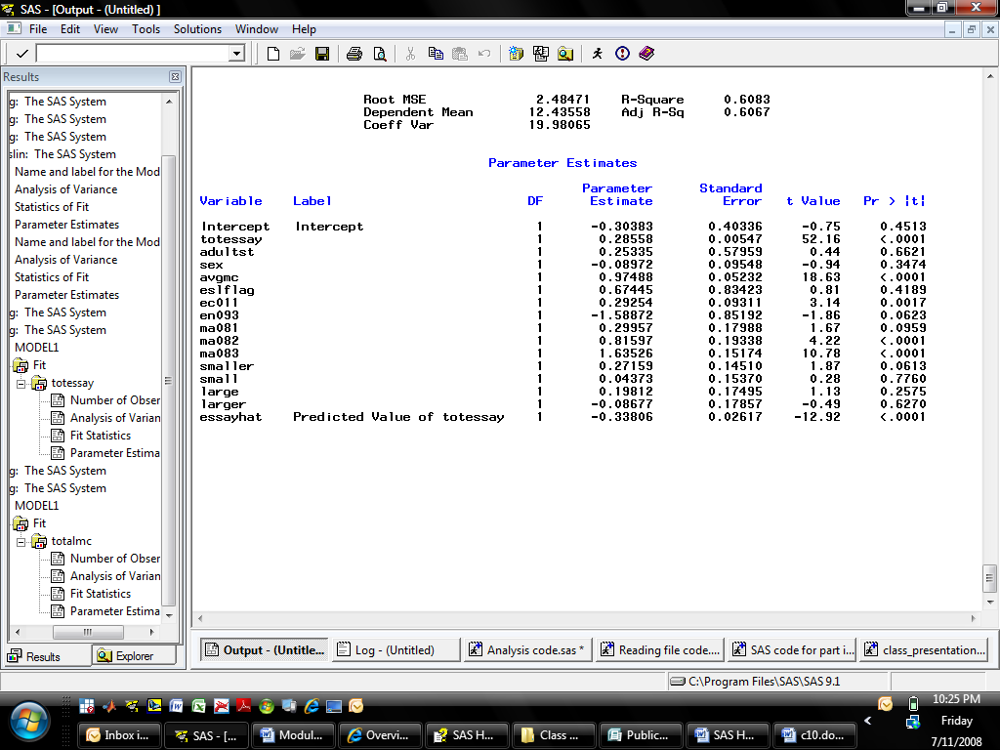 SAS - [Output - (Untitled) ]
File Edit View Tools Solutions Window Help
Results
g: The SAS System
g: The SAS System
g: The SAS System
slin: The SAS System
Name and label for the Mod
Analysis of Variance
Statistics of Fit
Parameter Estimates
Name and label for the Mod
Analysis of Variance
Statistics of Fit
Parameter Estimates
g: The SAS System
g: The SAS System
MODEL1
Fit
totessay
Number of Obser
Analysis of Varian
Fit Statistics
Parameter Estima
g: The SAS System
g: The SAS System
MODEL1
Fit
totalmc
Number of Obser
Analysis of Varian
Fit Statistics
Parameter Estima
Results Explorer
Root MSE 2.48471 R-Square 0.6083
Dependent Mean 12.43558 Adj R-Sq 0.6067
Coeff Var 19.98065
Parameter Estimates
Parameter Standard
Variable Label DF Estimate Error t Value Pr > |t|
Intercept Intercept 1 -0.30383 0.40336 -0.75 0.4513
totessay 1 0.28558 0.00547 52.16 <.0001
adultst 1 0.25335 0.57959 0.44 0.6621
sex 1 -0.08972 0.09548 -0.94 0.3474
avgmc 1 0.97488 0.05232 18.63 <.0001
eslflag 1 0.67445 0.83423 0.81 0.4189
ec011 1 0.29254 0.09311 3.14 0.0017
en093 1 -1.58872 0.85192 -1.86 0.0623
ma081 1 0.29957 0.17988 1.67 0.0959
ma082 1 0.81597 0.19338 4.22 <.0001
ma083 1 1.63526 0.15174 10.78 <.0001
smaller 1 0.27159 0.14510 1.87 0.0613
small 1 0.04373 0.15370 0.28 0.7760
large 1 0.19812 0.17495 1.13 0.2575
larger 1 -0.08677 0.17857 -0.49 0.6270
essayhat Predicted Value of totessay 1 -0.33806 0.02617 -12.92 <.0001
Output - (Untitle... Log - (Untitled) Analysis code.sas * Reading file code.... SAS code for part i... class_presentation...
C:\Program Files\SAS\SAS 9.1
10:25 PM
Friday
7/11/2008
Inbox i... SAS - [... Modul... Overvi... SAS H... Class ... Public... SAS H... c10.do...